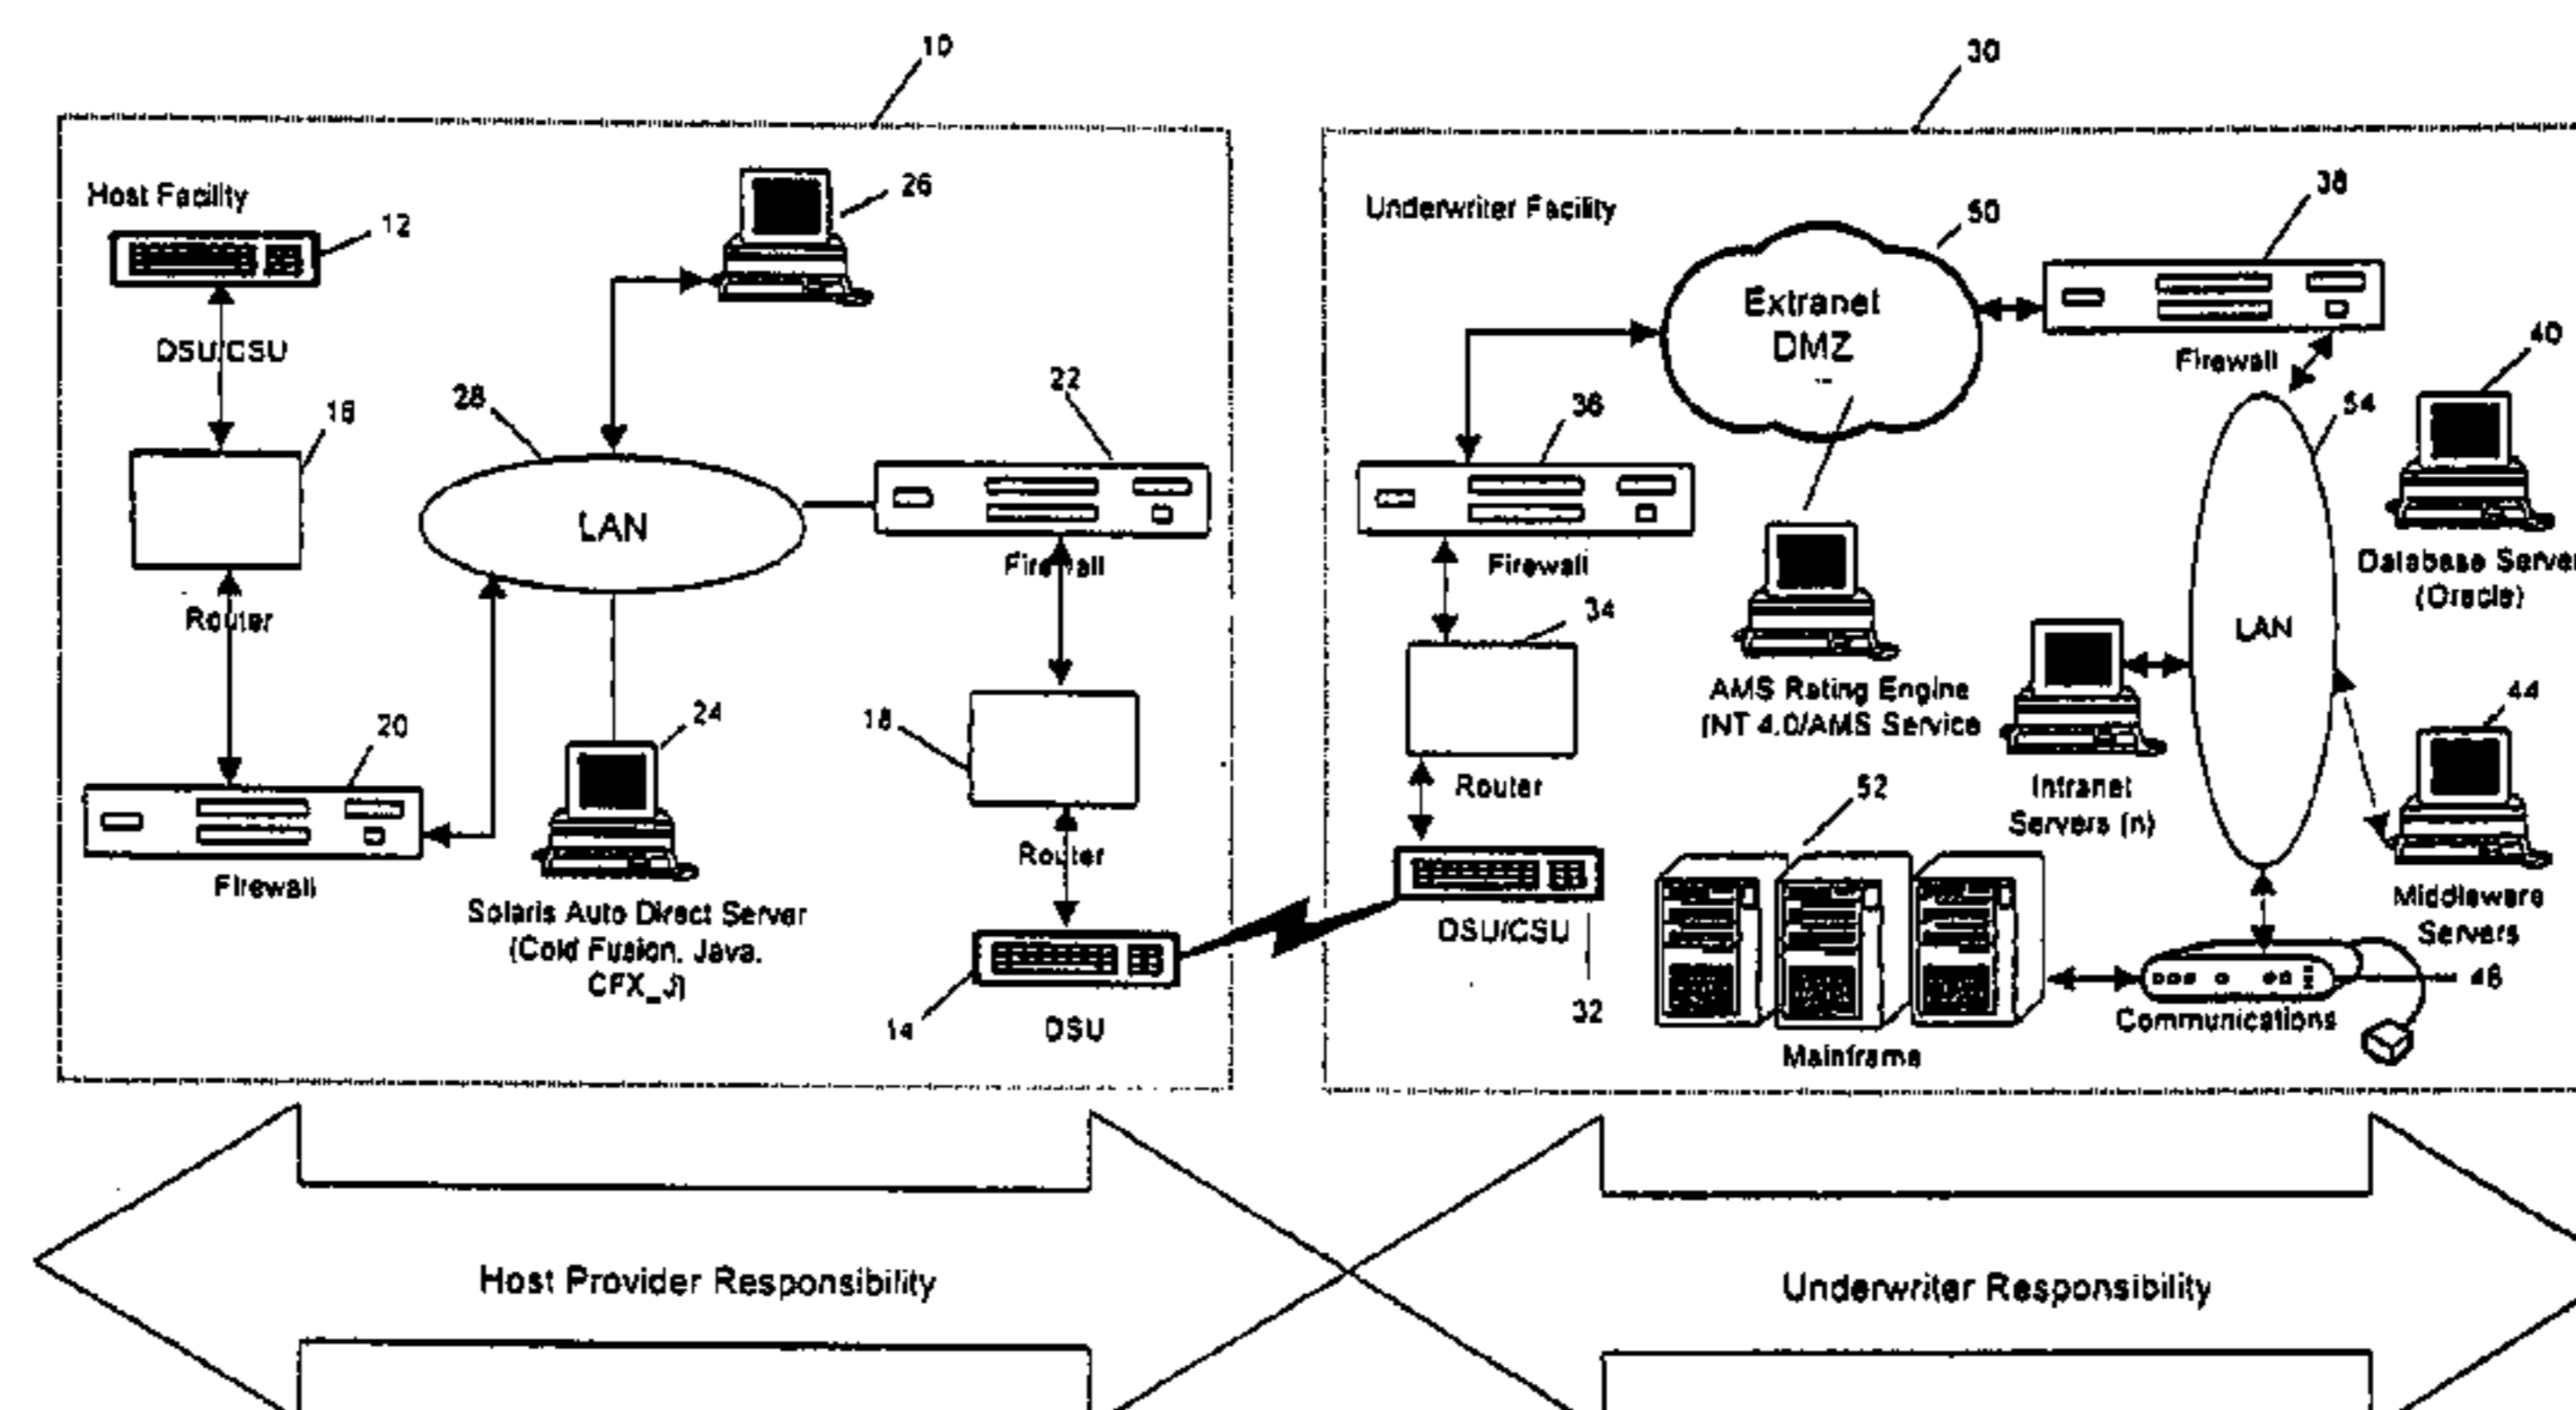 10
30
Host Facility
12
26
Underwriter Facility
50
38
DSU/CSU
Extranet
DMZ
Firewall
40
16
28
22
36
54
LAN
Firewall
Firewall
Database Server
(Oracle)
Router
34
LAN
20
24
18
AMS Rating Engine
(NT 4.0/AMS Service
44
Router
52
Intranet
Servers (n)
Firewall
Router
Solaris Auto Direct Server
(Cold Fusion, Java,
CFX_J)
DSU/CSU
Middleware
Servers
14
DSU
32
Communications
Mainframe
Host Provider Responsibility
Underwriter Responsibility